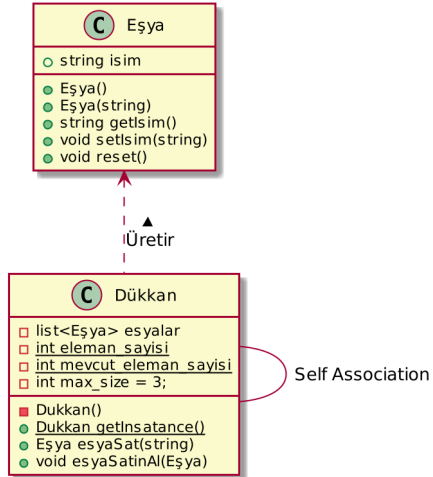 C Eşya
string isim
Eşya()
Eşya(string)
string getIsim()
void setIsim(string)
void reset()
Üretir
C Dükkan
list<Eşya> esyalar
int eleman_sayisi
int mevcut_eleman_sayisi
int max_size = 3;
Self Association
Dukkan()
Dukkan getInsatance()
Eşya esyaSat(string)
void esyaSatinAl(Eşya)